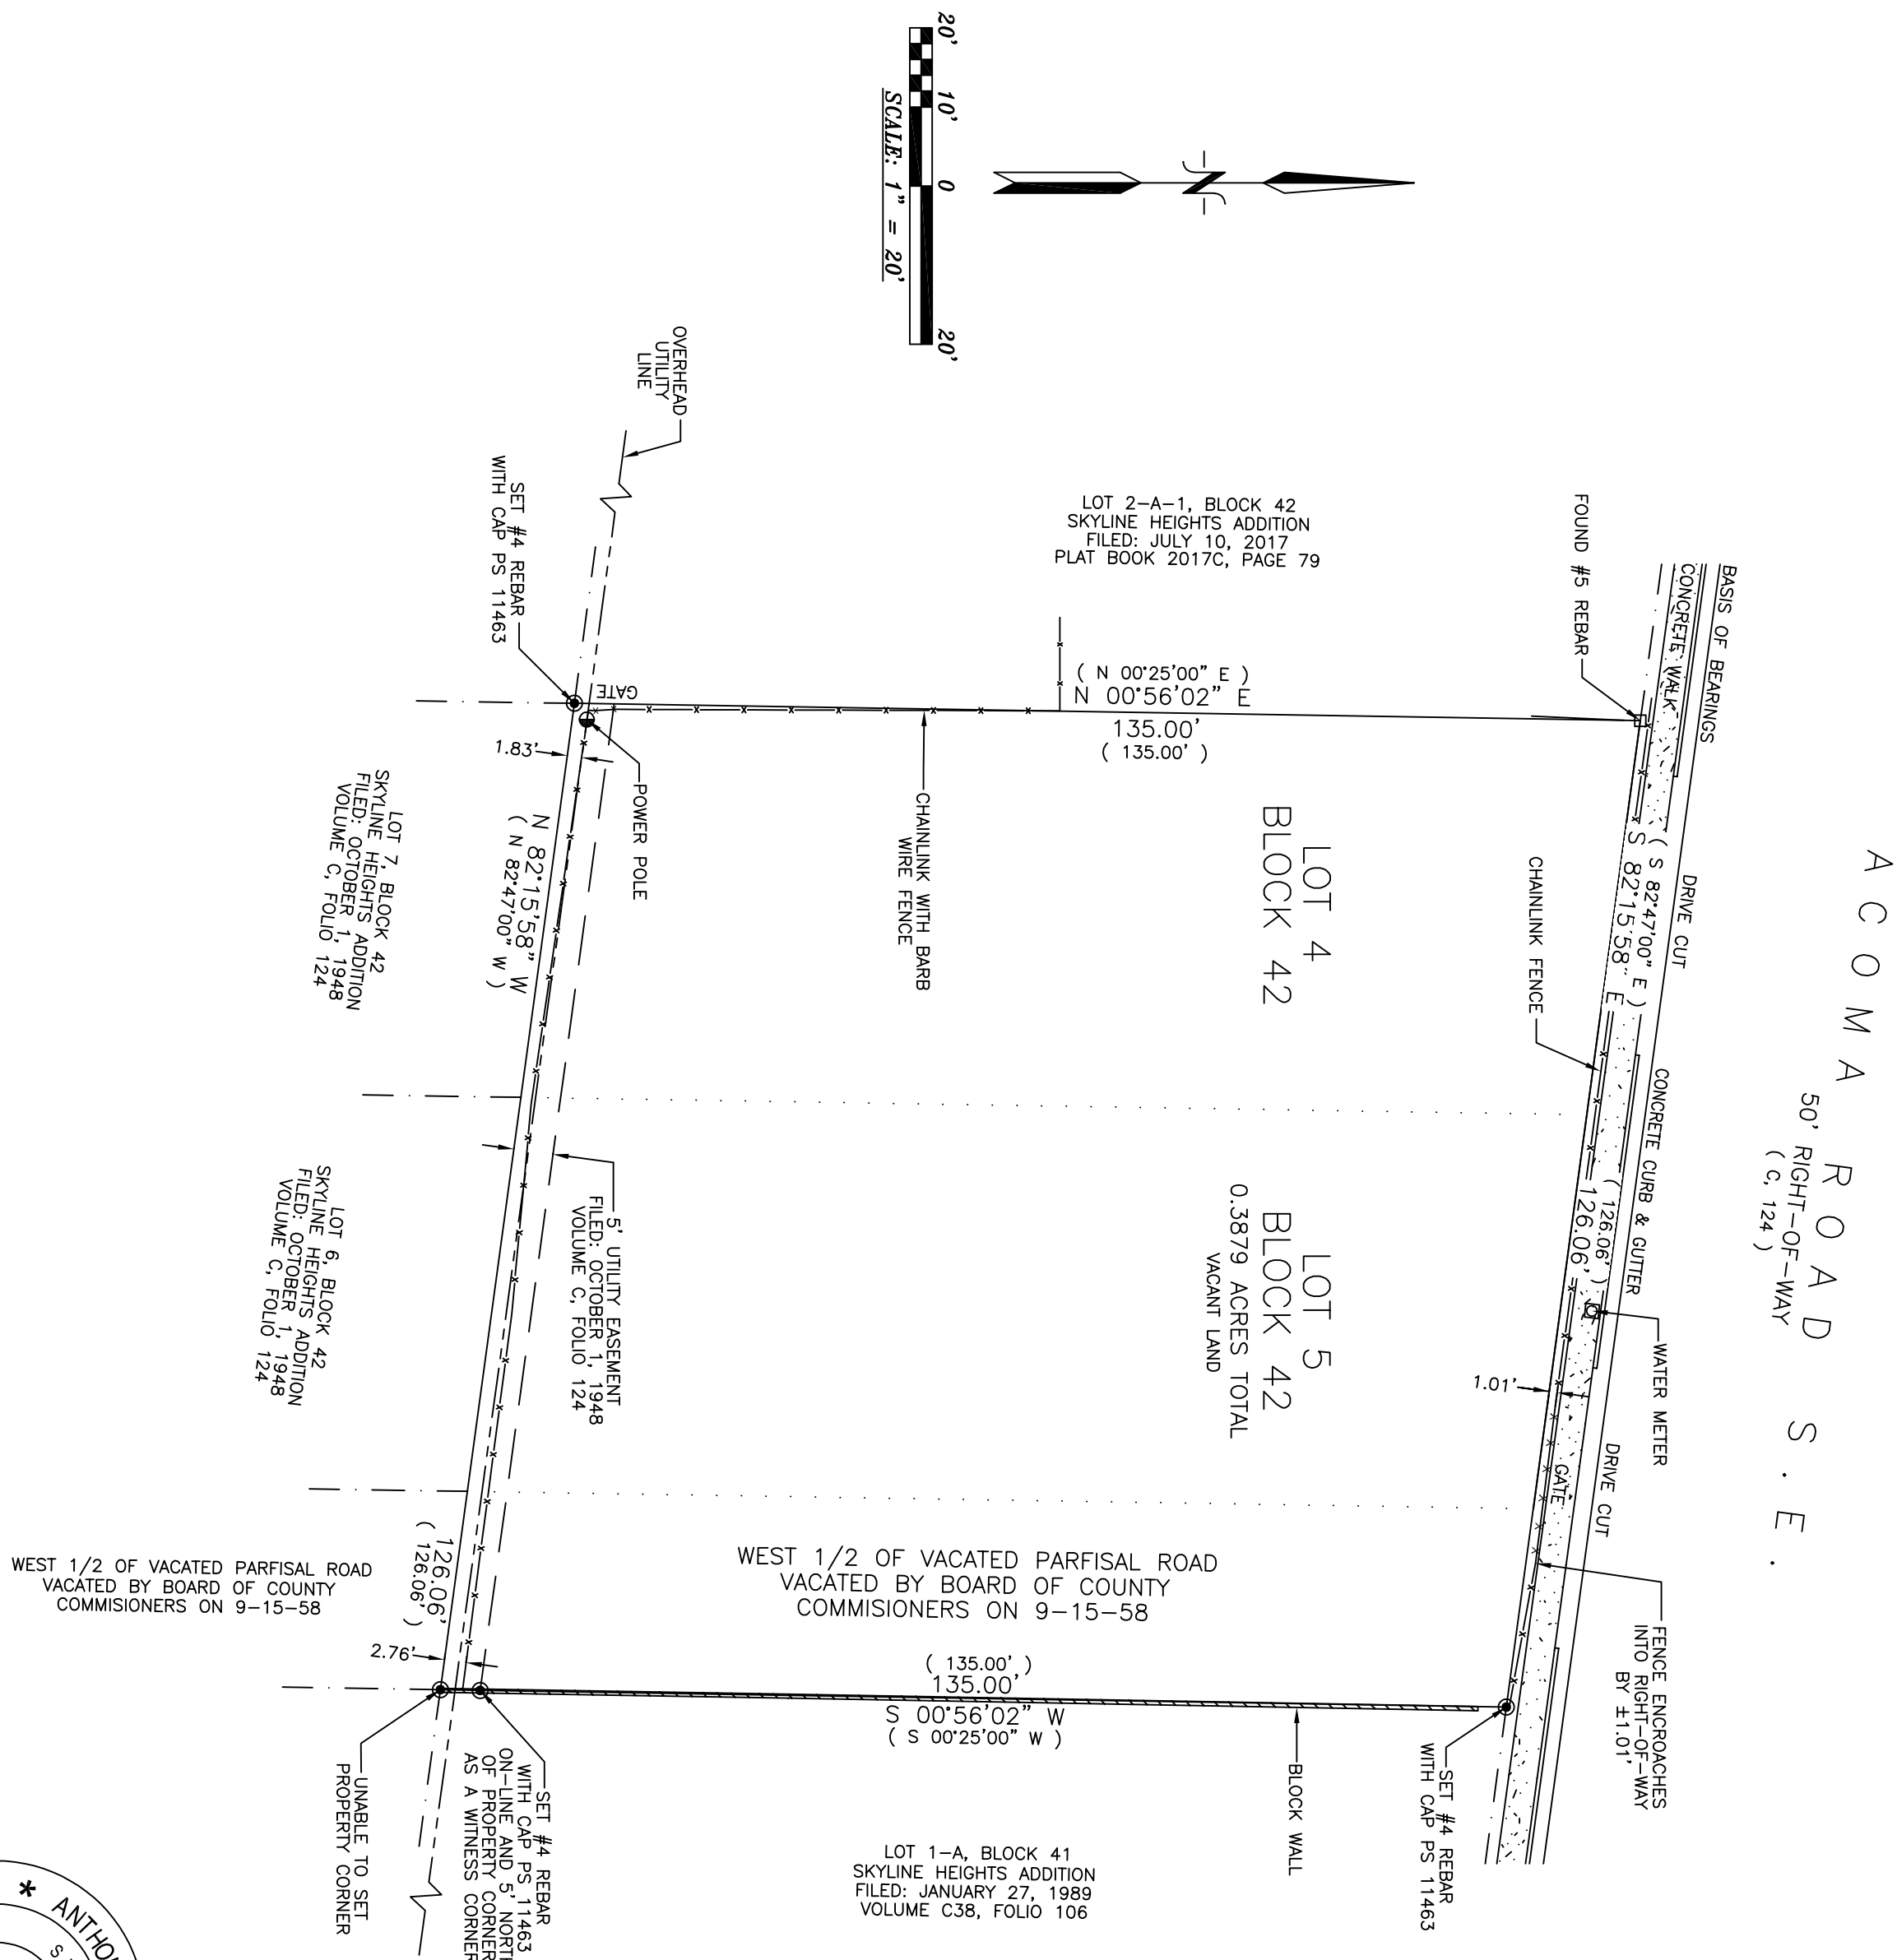 20' 10' 0 20'
SCALE: 1" = 20'
N
ACOMA ROAD S.E.
50' RIGHT-OF-WAY
( C, 124 )
BASIS OF BEARINGS
CONCRETE WALK
DRIVE CUT
CONCRETE CURB & GUTTER
DRIVE CUT
WATER METER
( S 82°47'00" E )
S 82°15'58" E
( 126.06' )
126.06'
1.01'
GATE
FENCE ENCROACHES
INTO RIGHT-OF-WAY
BY ±1.01'
FOUND #5 REBAR
CHAINLINK FENCE
SET #4 REBAR
WITH CAP PS 11463
LOT 2-A-1, BLOCK 42
SKYLINE HEIGHTS ADDITION
FILED: JULY 10, 2017
PLAT BOOK 2017C, PAGE 79
( N 00°25'00" E )
N 00°56'02" E
135.00'
( 135.00' )
LOT 4
BLOCK 42
LOT 5
BLOCK 42
0.3879 ACRES TOTAL
VACANT LAND
CHAINLINK WITH BARB
WIRE FENCE
WEST 1/2 OF VACATED PARFISAL ROAD
VACATED BY BOARD OF COUNTY
COMMISIONERS ON 9-15-58
( 135.00' )
135.00'
S 00°56'02" W
( S 00°25'00" W )
BLOCK WALL
LOT 1-A, BLOCK 41
SKYLINE HEIGHTS ADDITION
FILED: JANUARY 27, 1989
VOLUME C38, FOLIO 106
OVERHEAD
UTILITY
LINE
SET #4 REBAR
WITH CAP PS 11463
GATE
POWER POLE
1.83'
N 82°15'58" W
( N 82°47'00" W )
5' UTILITY EASEMENT
FILED: OCTOBER 1, 1948
VOLUME C, FOLIO 124
126.06'
( 126.06' )
2.76'
LOT 7, BLOCK 42
SKYLINE HEIGHTS ADDITION
FILED: OCTOBER 1, 1948
VOLUME C, FOLIO 124
LOT 6, BLOCK 42
SKYLINE HEIGHTS ADDITION
FILED: OCTOBER 1, 1948
VOLUME C, FOLIO 124
WEST 1/2 OF VACATED PARFISAL ROAD
VACATED BY BOARD OF COUNTY
COMMISIONERS ON 9-15-58
SET #4 REBAR
WITH CAP PS 11463
ON-LINE AND 5' NORTH
OF PROPERTY CORNER
AS A WITNESS CORNER
UNABLE TO SET
PROPERTY CORNER
* ANTHO
S